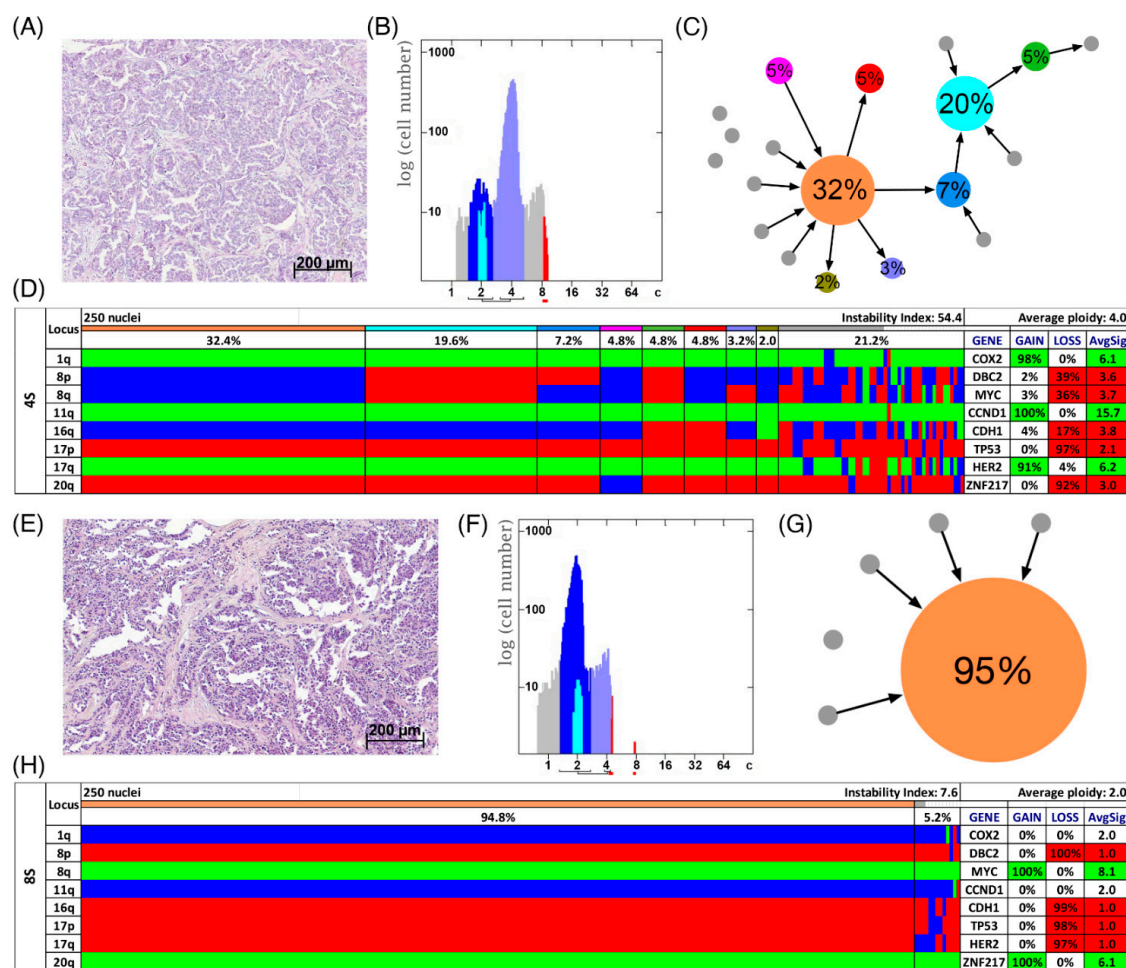 (A)
200 µm
(B)
log (cell number)
1000
100
10
1 2 4 8 16 32 64 c
(C)
5%
5%
5%
20%
32%
7%
2%
3%
(D)
4S
Locus
250 nuclei Instability Index: 54.4 Average ploidy: 4.0
32.4% 19.6% 7.2% 4.8% 4.8% 4.8% 3.2% 2.0 21.2% GENE GAIN LOSS AvgSig
1q COX2 98% 0% 6.1
8p DBC2 2% 39% 3.6
8q MYC 3% 36% 3.7
11q CCND1 100% 0% 15.7
16q CDH1 4% 17% 3.8
17p TP53 0% 97% 2.1
17q HER2 91% 4% 6.2
20q ZNF217 0% 92% 3.0
(E)
200 µm
(F)
log (cell number)
1000
100
10
1 2 4 8 16 32 64 c
(G)
95%
(H)
8S
Locus
250 nuclei Instability Index: 7.6 Average ploidy: 2.0
94.8% 5.2% GENE GAIN LOSS AvgSig
1q COX2 0% 0% 2.0
8p DBC2 0% 100% 1.0
8q MYC 100% 0% 8.1
11q CCND1 0% 0% 2.0
16q CDH1 0% 99% 1.0
17p TP53 0% 98% 1.0
17q HER2 0% 97% 1.0
20q ZNF217 100% 0% 6.1